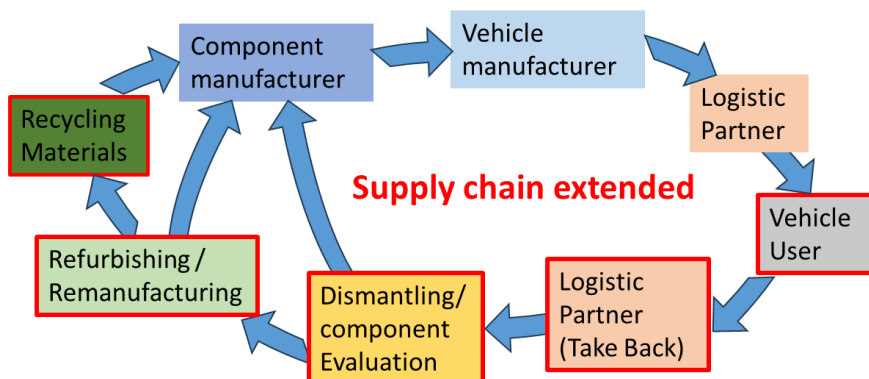 Component
manufacturer
Vehicle
manufacturer
Logistic
Partner
Recycling
Materials
Supply chain extended
Vehicle
User
Refurbishing /
Remanufacturing
Dismantling/
component
Evaluation
Logistic
Partner
(Take Back)